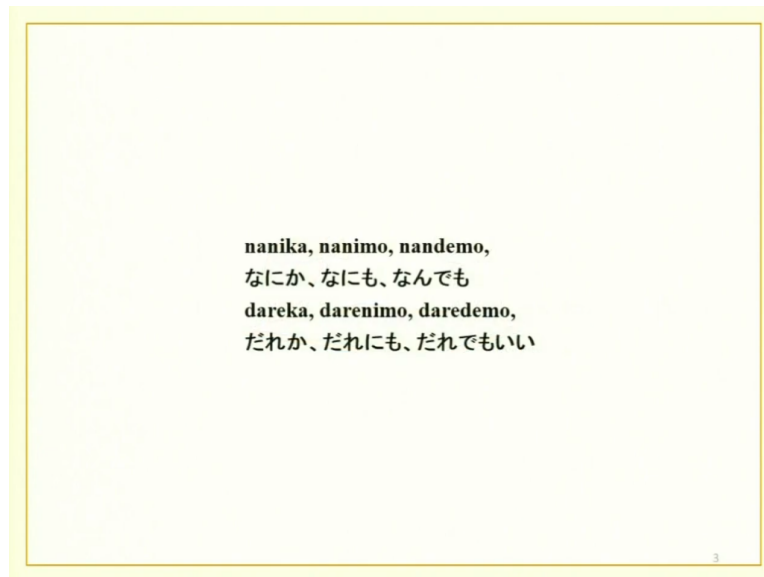 nanika, nanimo, nandemo,
なにか、なにも、なんでも
dareka, darenimo, daredemo,
だれか、だれにも、だれでもいい
3